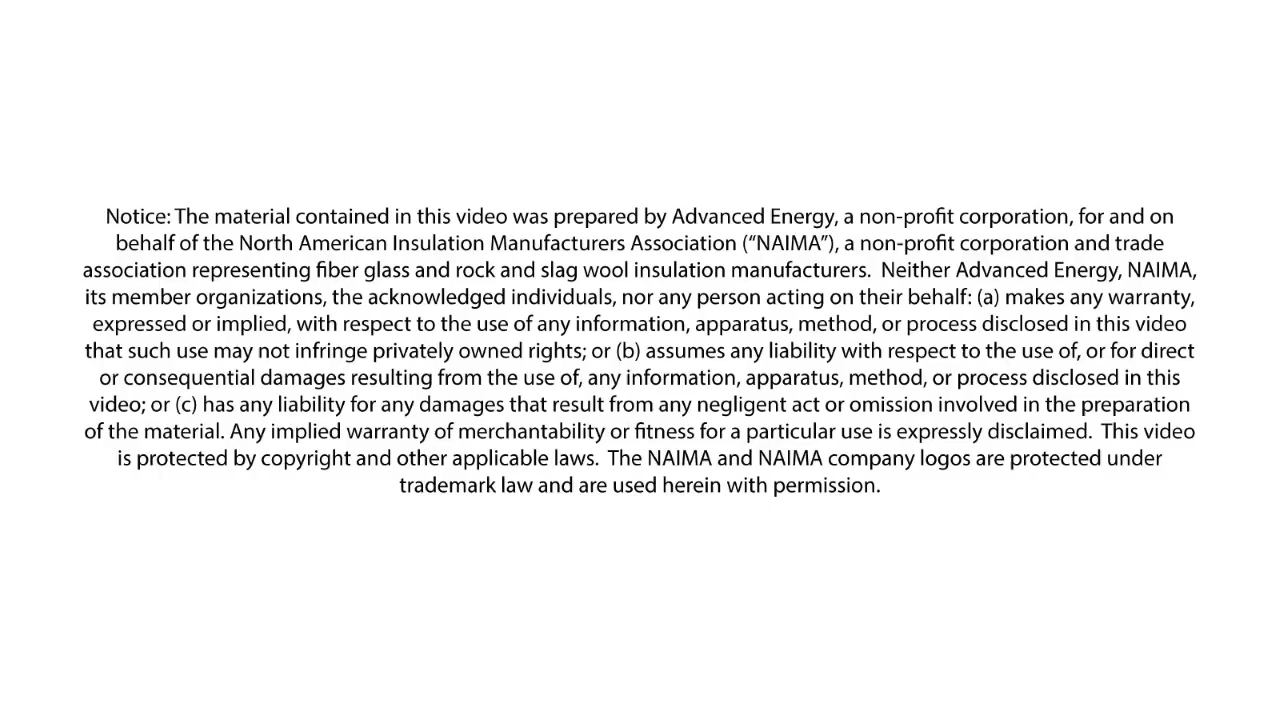 Notice: The material contained in this video was prepared by Advanced Energy, a non-profit corporation, for and on
behalf of the North American Insulation Manufacturers Association (“NAIMA”), a non-profit corporation and trade
association representing fiber glass and rock and slag wool insulation manufacturers.  Neither Advanced Energy, NAIMA,
its member organizations, the acknowledged individuals, nor any person acting on their behalf: (a) makes any warranty,
expressed or implied, with respect to the use of any information, apparatus, method, or process disclosed in this video
that such use may not infringe privately owned rights; or (b) assumes any liability with respect to the use of, or for direct
or consequential damages resulting from the use of, any information, apparatus, method, or process disclosed in this
video; or (c) has any liability for any damages that result from any negligent act or omission involved in the preparation
of the material. Any implied warranty of merchantability or fitness for a particular use is expressly disclaimed.  This video
is protected by copyright and other applicable laws.  The NAIMA and NAIMA company logos are protected under
trademark law and are used herein with permission.